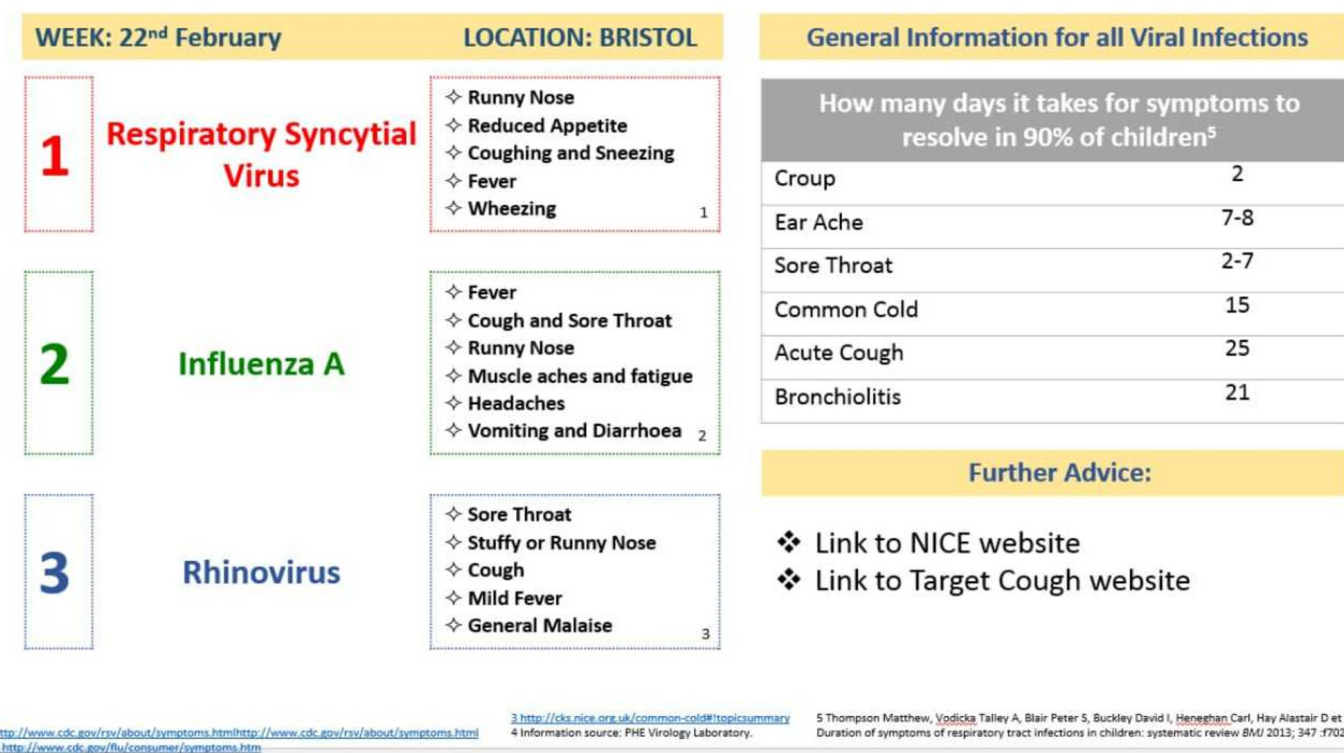 WEEK: 22nd February
LOCATION: BRISTOL
1
Respiratory Syncytial
Virus
✧ Runny Nose
✧ Reduced Appetite
✧ Coughing and Sneezing
✧ Fever
✧ Wheezing
1
2
Influenza A
✧ Fever
✧ Cough and Sore Throat
✧ Runny Nose
✧ Muscle aches and fatigue
✧ Headaches
✧ Vomiting and Diarrhoea 2
3
Rhinovirus
✧ Sore Throat
✧ Stuffy or Runny Nose
✧ Cough
✧ Mild Fever
✧ General Malaise
3
General Information for all Viral Infections
How many days it takes for symptoms to
resolve in 90% of children5
Croup 2
Ear Ache 7-8
Sore Throat 2-7
Common Cold 15
Acute Cough 25
Bronchiolitis 21
Further Advice:
❖ Link to NICE website
❖ Link to Target Cough website
ttp://www.cdc.gov/rsv/about/symptoms.htmlhttp://www.cdc.gov/rsv/about/symptoms.html
http://www.cdc.gov/flu/consumer/symptoms.htm
3 http://cks.nice.org.uk/common-cold#!topicsummary
4 Information source: PHE Virology Laboratory.
5 Thompson Matthew, Vodicka Talley A, Blair Peter S, Buckley David I, Heneghan Carl, Hay Alastair D et
Duration of symptoms of respiratory tract infections in children: systematic review BMJ 2013; 347